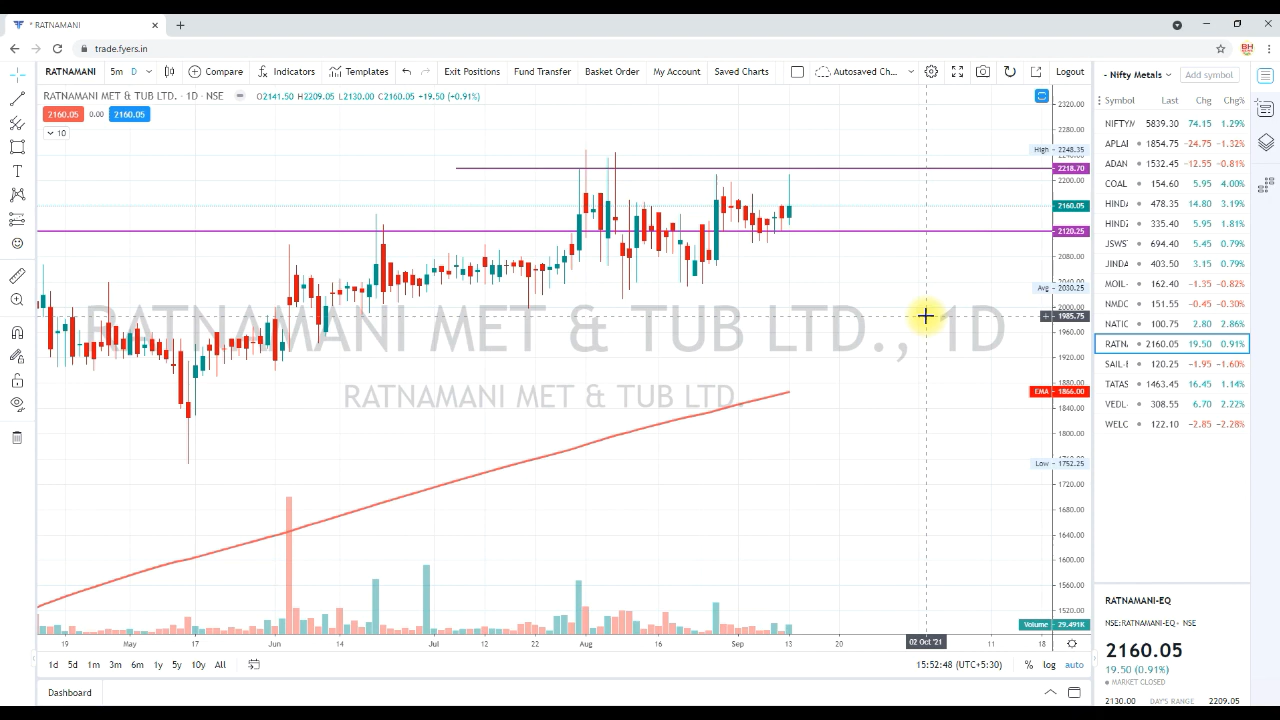 * RATNAMANI
trade.fyers.in
BH
RATNAMANI 5m D Compare Indicators Templates Exit Positions Fund Transfer Basket Order My Account Saved Charts Autosaved Ch... Logout
- Nifty Metals Add symbol
RATNAMANI MET & TUB LTD. · 1D · NSE O2141.50 H2209.05 L2130.00 C2160.05 +19.50 (+0.91%)
2160.05 0.00 2160.05
10
Symbol Last Chg Chg%
NIFTYM 5839.30 74.15 1.29%
APLAI 1854.75 -24.75 -1.32%
ADAN 1532.45 -12.55 -0.81%
COAL 154.60 5.95 4.00%
HINDA 478.35 14.80 3.19%
HINDZ 335.40 5.95 1.81%
JSWS 694.40 5.45 0.79%
JINDA 403.50 3.15 0.79%
MOIL- 162.40 -1.35 -0.82%
NMDC 151.55 -0.45 -0.30%
NATIC 100.75 2.80 2.86%
RATN 2160.05 19.50 0.91%
SAIL-E 120.25 -1.95 -1.60%
TATAS 1463.45 16.45 1.14%
VEDL- 308.55 6.70 2.22%
WELC 122.10 -2.85 -2.28%
2320.00
2280.00
High 2248.35
2218.70
2200.00
2160.05
2120.25
2080.00
2040.00
Avg 2030.25
2000.00
1985.75
1960.00
1920.00
1880.00
EMA 1866.00
1840.00
1800.00
Low 1752.25
1720.00
1680.00
1640.00
1600.00
1560.00
1520.00
Volume 29.491K
RATNAMANI MET & TUB LTD., 1D
RATNAMANI MET & TUB LTD.
19 May 17 Jun 14 Jul 12 22 Aug 16 Sep 13 20 02 Oct '21 11 18
1d 5d 1m 3m 6m 1y 5y 10y All 15:52:48 (UTC+5:30) % log auto
Dashboard
RATNAMANI-EQ
NSE:RATNAMANI-EQ • NSE
2160.05
19.50 (0.91%)
MARKET CLOSED
2130.00 DAY'S RANGE 2209.05